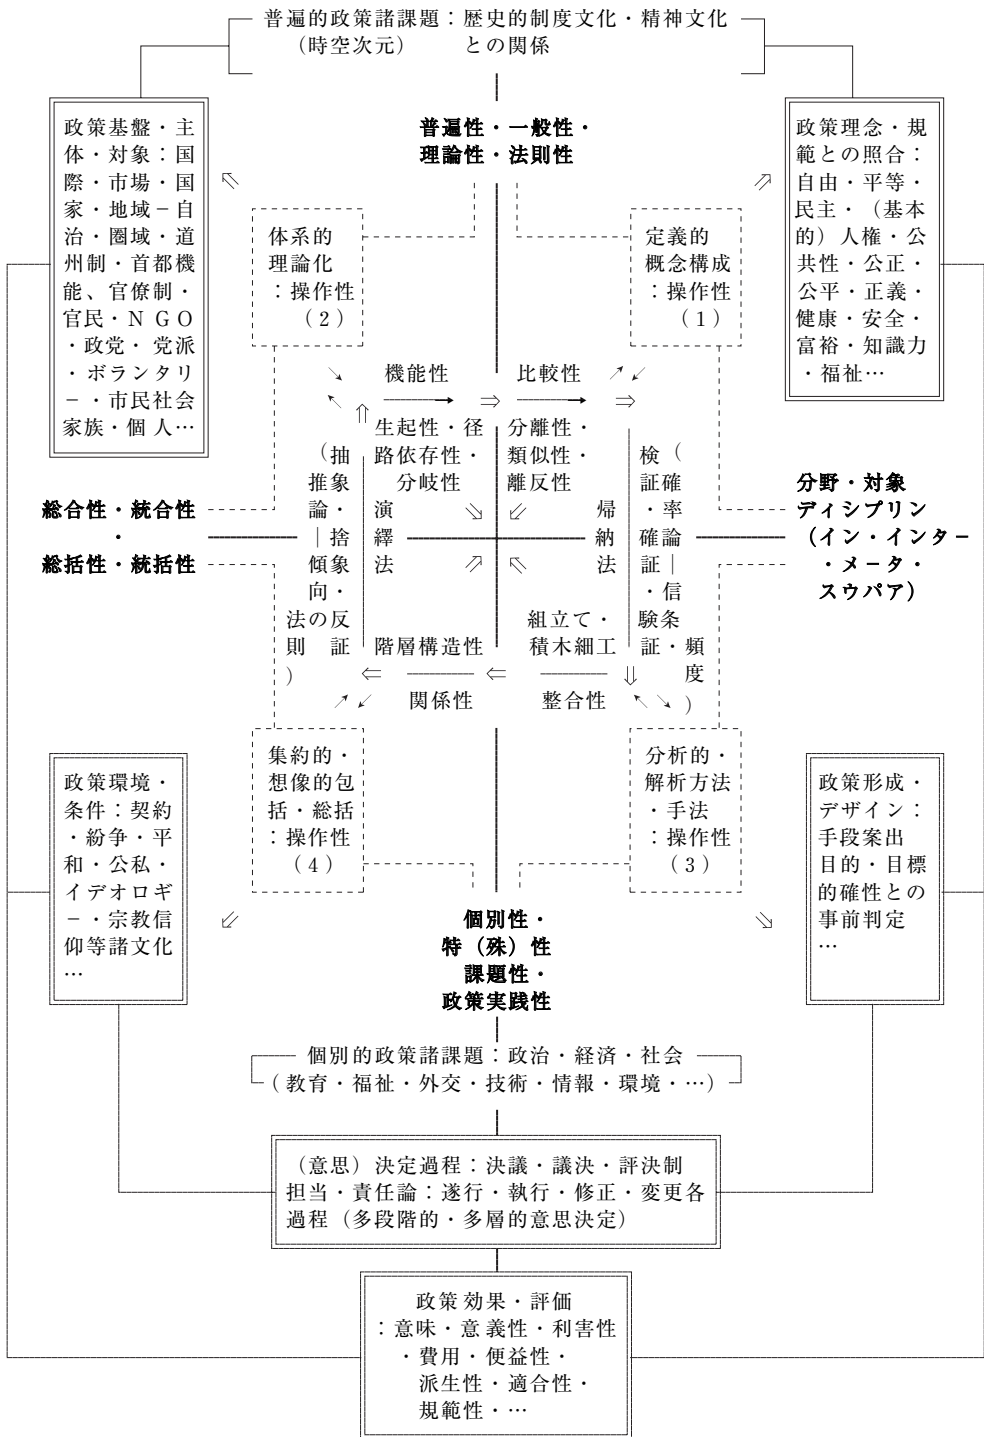 普遍的政策諸課題：歴史的制度文化・精神文化
（時空次元）　との関係
政策基盤・主
体・対象：国
際・市場・国
家・地域－自
治・圏域・道
州制・首都機
能、官僚制・
官民・ＮＧＯ
・政党・党派
・ボランタリ
－・市民社会
家族・個人…
普遍性・一般性・
理論性・法則性
政策理念・規
範との照合：
自由・平等・
民主・（基本
的）人権・公
共性・公正・
公平・正義・
健康・安全・
富裕・知識力
・福祉…
体系的
理論化
：操作性
（２）
定義的
概念構成
：操作性
（１）
機能性
比較性
生起性・径
路依存性・
分岐性
分離性・
類似性・
離反性
（抽象・捨象の反証
推論｜傾向・法則）
演繹法
帰納法
検証・確証｜験証
（確率論・信条・頻度）
総合性・統合性
・
総括性・統括性
分野・対象
ディシプリン
（イン・インター
・メータ・
スウパア）
階層構造性
組立て・
積木細工
関係性
整合性
集約的・
想像的包
括・総括
：操作性
（４）
分析的・
解析方法
・手法
：操作性
（３）
政策環境・
条件：契約
・紛争・平
和・公私・
イデオロギ
－・宗教信
仰等諸文化
…
個別性・
特（殊）性
課題性・
政策実践性
政策形成・
デザイン：
手段案出
目的・目標
的確性との
事前判定
…
個別的政策諸課題：政治・経済・社会
（教育・福祉・外交・技術・情報・環境・…）
（意思）決定過程：決議・議決・評決制
担当・責任論：遂行・執行・修正・変更各
過程（多段階的・多層的意思決定）
政策効果・評価
：意味・意義性・利害性
・費用・便益性・
派生性・適合性・
規範性・…